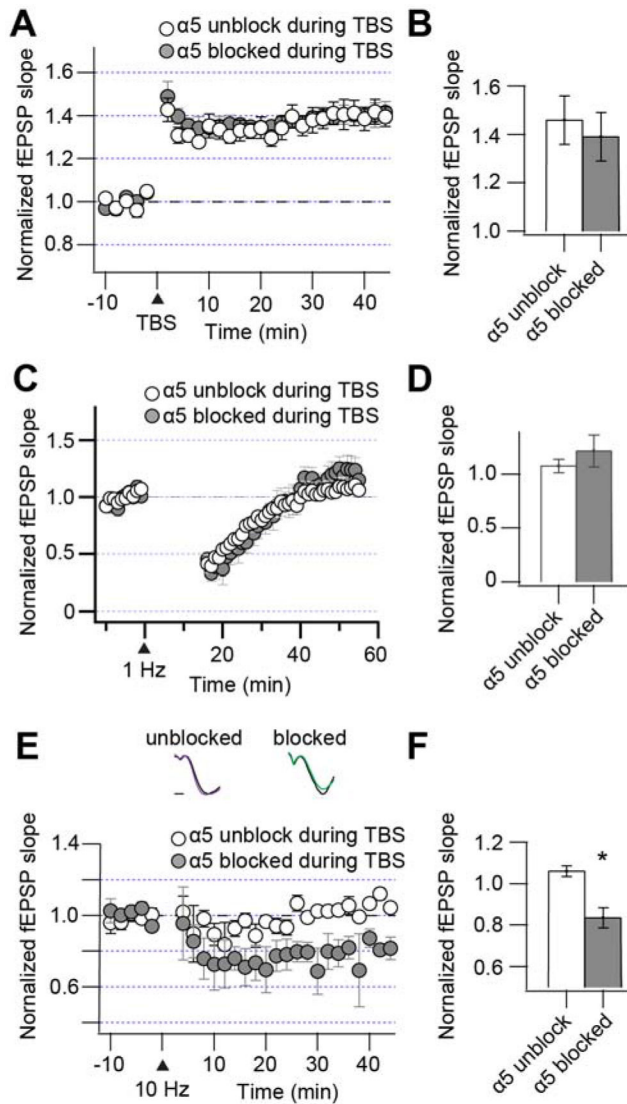 A
α5 unblock during TBS
α5 blocked during TBS
Normalized fEPSP slope
1.6
1.4
1.2
1.0
0.8
-10 10 20 30 40
TBS
Time (min)
B
Normalized fEPSP slope
1.6
1.4
1.2
1.0
α5 unblock
α5 blocked
C
α5 unblock during TBS
α5 blocked during TBS
Normalized fEPSP slope
1.5
1.0
0.5
0
20 40 60
1 Hz
Time (min)
D
Normalized fEPSP slope
1.0
0.5
0
α5 unblock
α5 blocked
E
unblocked blocked
α5 unblock during TBS
α5 blocked during TBS
Normalized fEPSP slope
1.4
1.0
0.6
-10 10 20 30 40
10 Hz
Time (min)
F
Normalized fEPSP slope
1.2
1.0
0.8
0.6
*
α5 unblock
α5 blocked